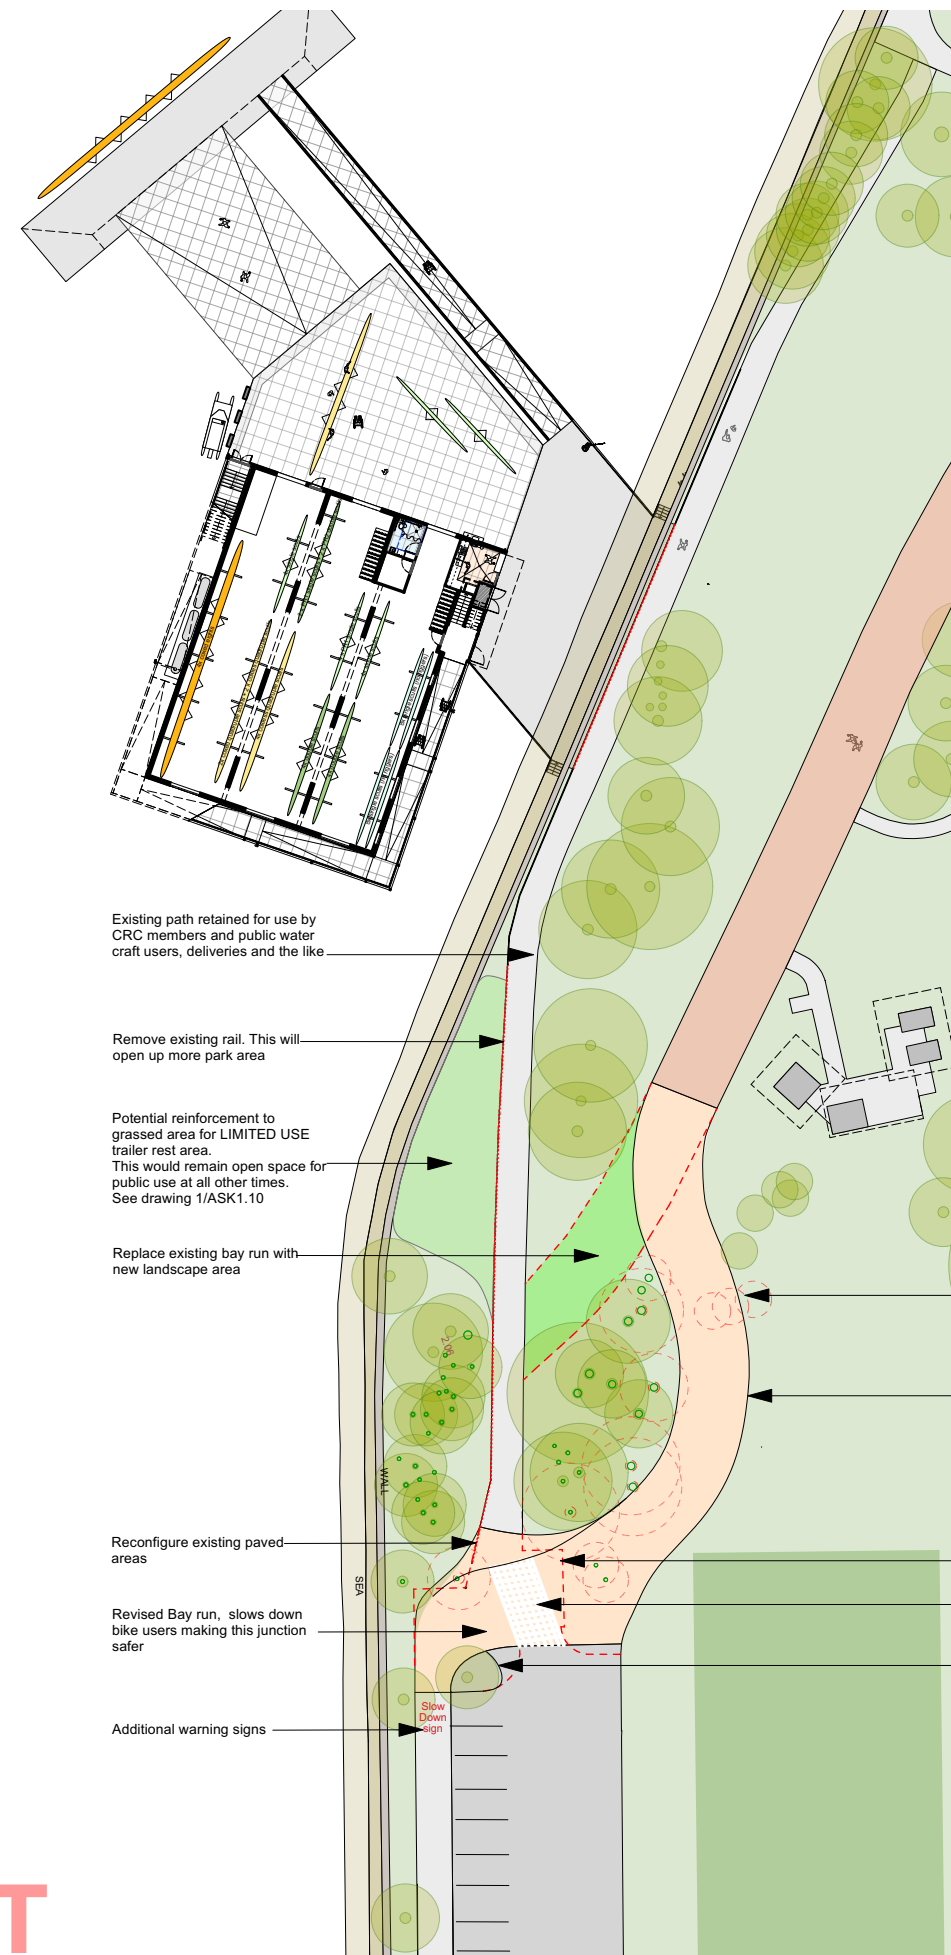 Existing path retained for use by
CRC members and public water
craft users, deliveries and the like
Remove existing rail. This will
open up more park area
Potential reinforcement to
grassed area for LIMITED USE
trailer rest area.
This would remain open space for
public use at all other times.
See drawing 1/ASK1.10
Replace existing bay run with
new landscape area
2.06
WALL
Reconfigure existing paved
areas
SEA
Revised Bay run, slows down
bike users making this junction
safer
Slow
Down
sign
Additional warning signs
T